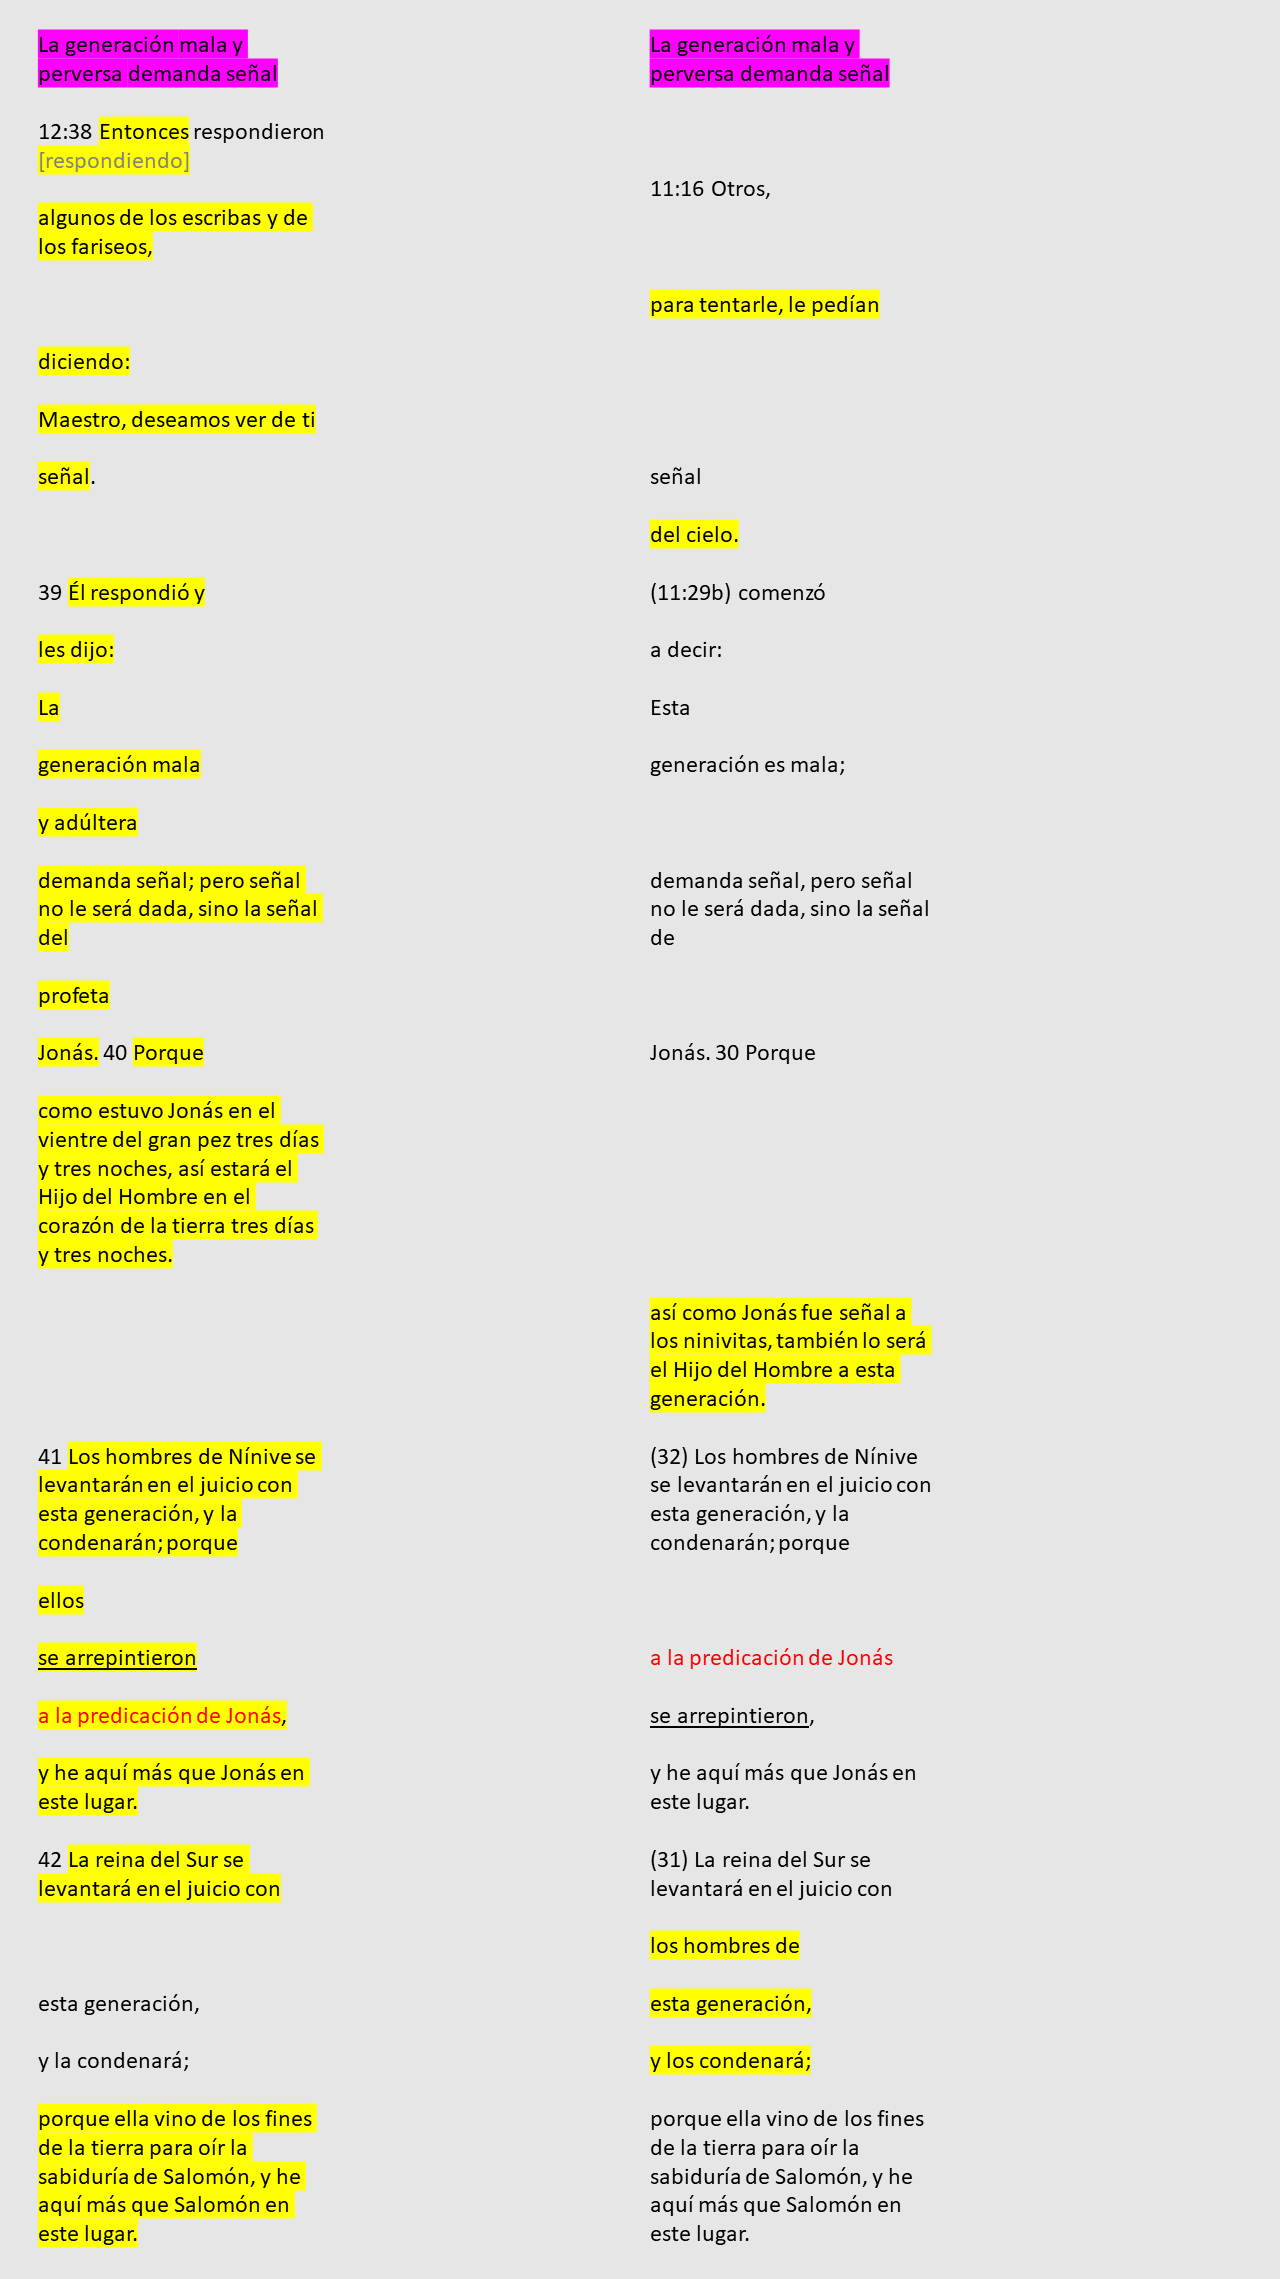 La generación mala y
perversa demanda señal
12:38 Entonces respondieron
[respondiendo]
algunos de los escribas y de
los fariseos,
diciendo:
Maestro, deseamos ver de ti
señal.
39 Él respondió y
les dijo:
La
generación mala
y adúltera
demanda señal; pero señal
no le será dada, sino la señal
del
profeta
Jonás. 40 Porque
como estuvo Jonás en el
vientre del gran pez tres días
y tres noches, así estará el
Hijo del Hombre en el
corazón de la tierra tres días
y tres noches.
41 Los hombres de Nínive se
levantarán en el juicio con
esta generación, y la
condenarán; porque
ellos
se arrepintieron
a la predicación de Jonás,
y he aquí más que Jonás en
este lugar.
42 La reina del Sur se
levantará en el juicio con
esta generación,
y la condenará;
porque ella vino de los fines
de la tierra para oír la
sabiduría de Salomón, y he
aquí más que Salomón en
este lugar.
La generación mala y
perversa demanda señal
11:16 Otros,
para tentarle, le pedían
señal
del cielo.
(11:29b) comenzó
a decir:
Esta
generación es mala;
demanda señal, pero señal
no le será dada, sino la señal
de
Jonás. 30 Porque
así como Jonás fue señal a
los ninivitas, también lo será
el Hijo del Hombre a esta
generación.
(32) Los hombres de Nínive
se levantarán en el juicio con
esta generación, y la
condenarán; porque
a la predicación de Jonás
se arrepintieron,
y he aquí más que Jonás en
este lugar.
(31) La reina del Sur se
levantará en el juicio con
los hombres de
esta generación,
y los condenará;
porque ella vino de los fines
de la tierra para oír la
sabiduría de Salomón, y he
aquí más que Salomón en
este lugar.